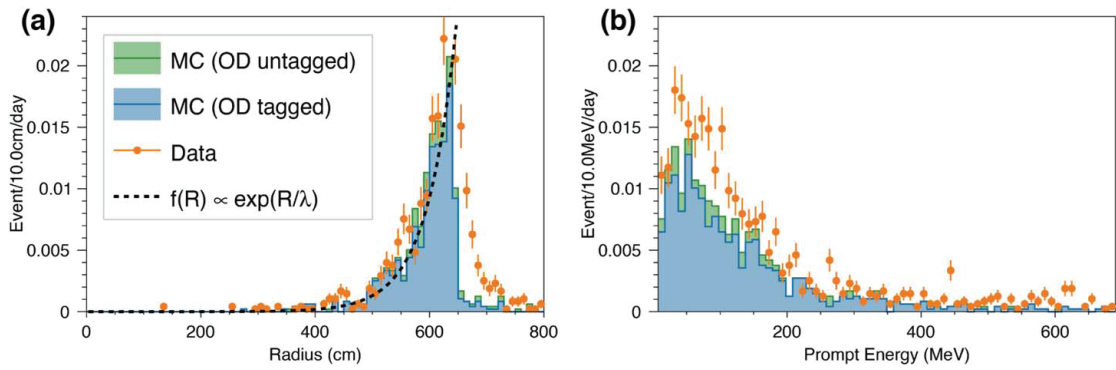 (a)
Event/10.0cm/day
0.02
0.015
0.01
0.005
0
MC (OD untagged)
MC (OD tagged)
Data
f(R) ∝ exp(R/λ)
0 200 400 600 800
Radius (cm)
(b)
Event/10.0MeV/day
0.02
0.015
0.01
0.005
0
200 400 600
Prompt Energy (MeV)